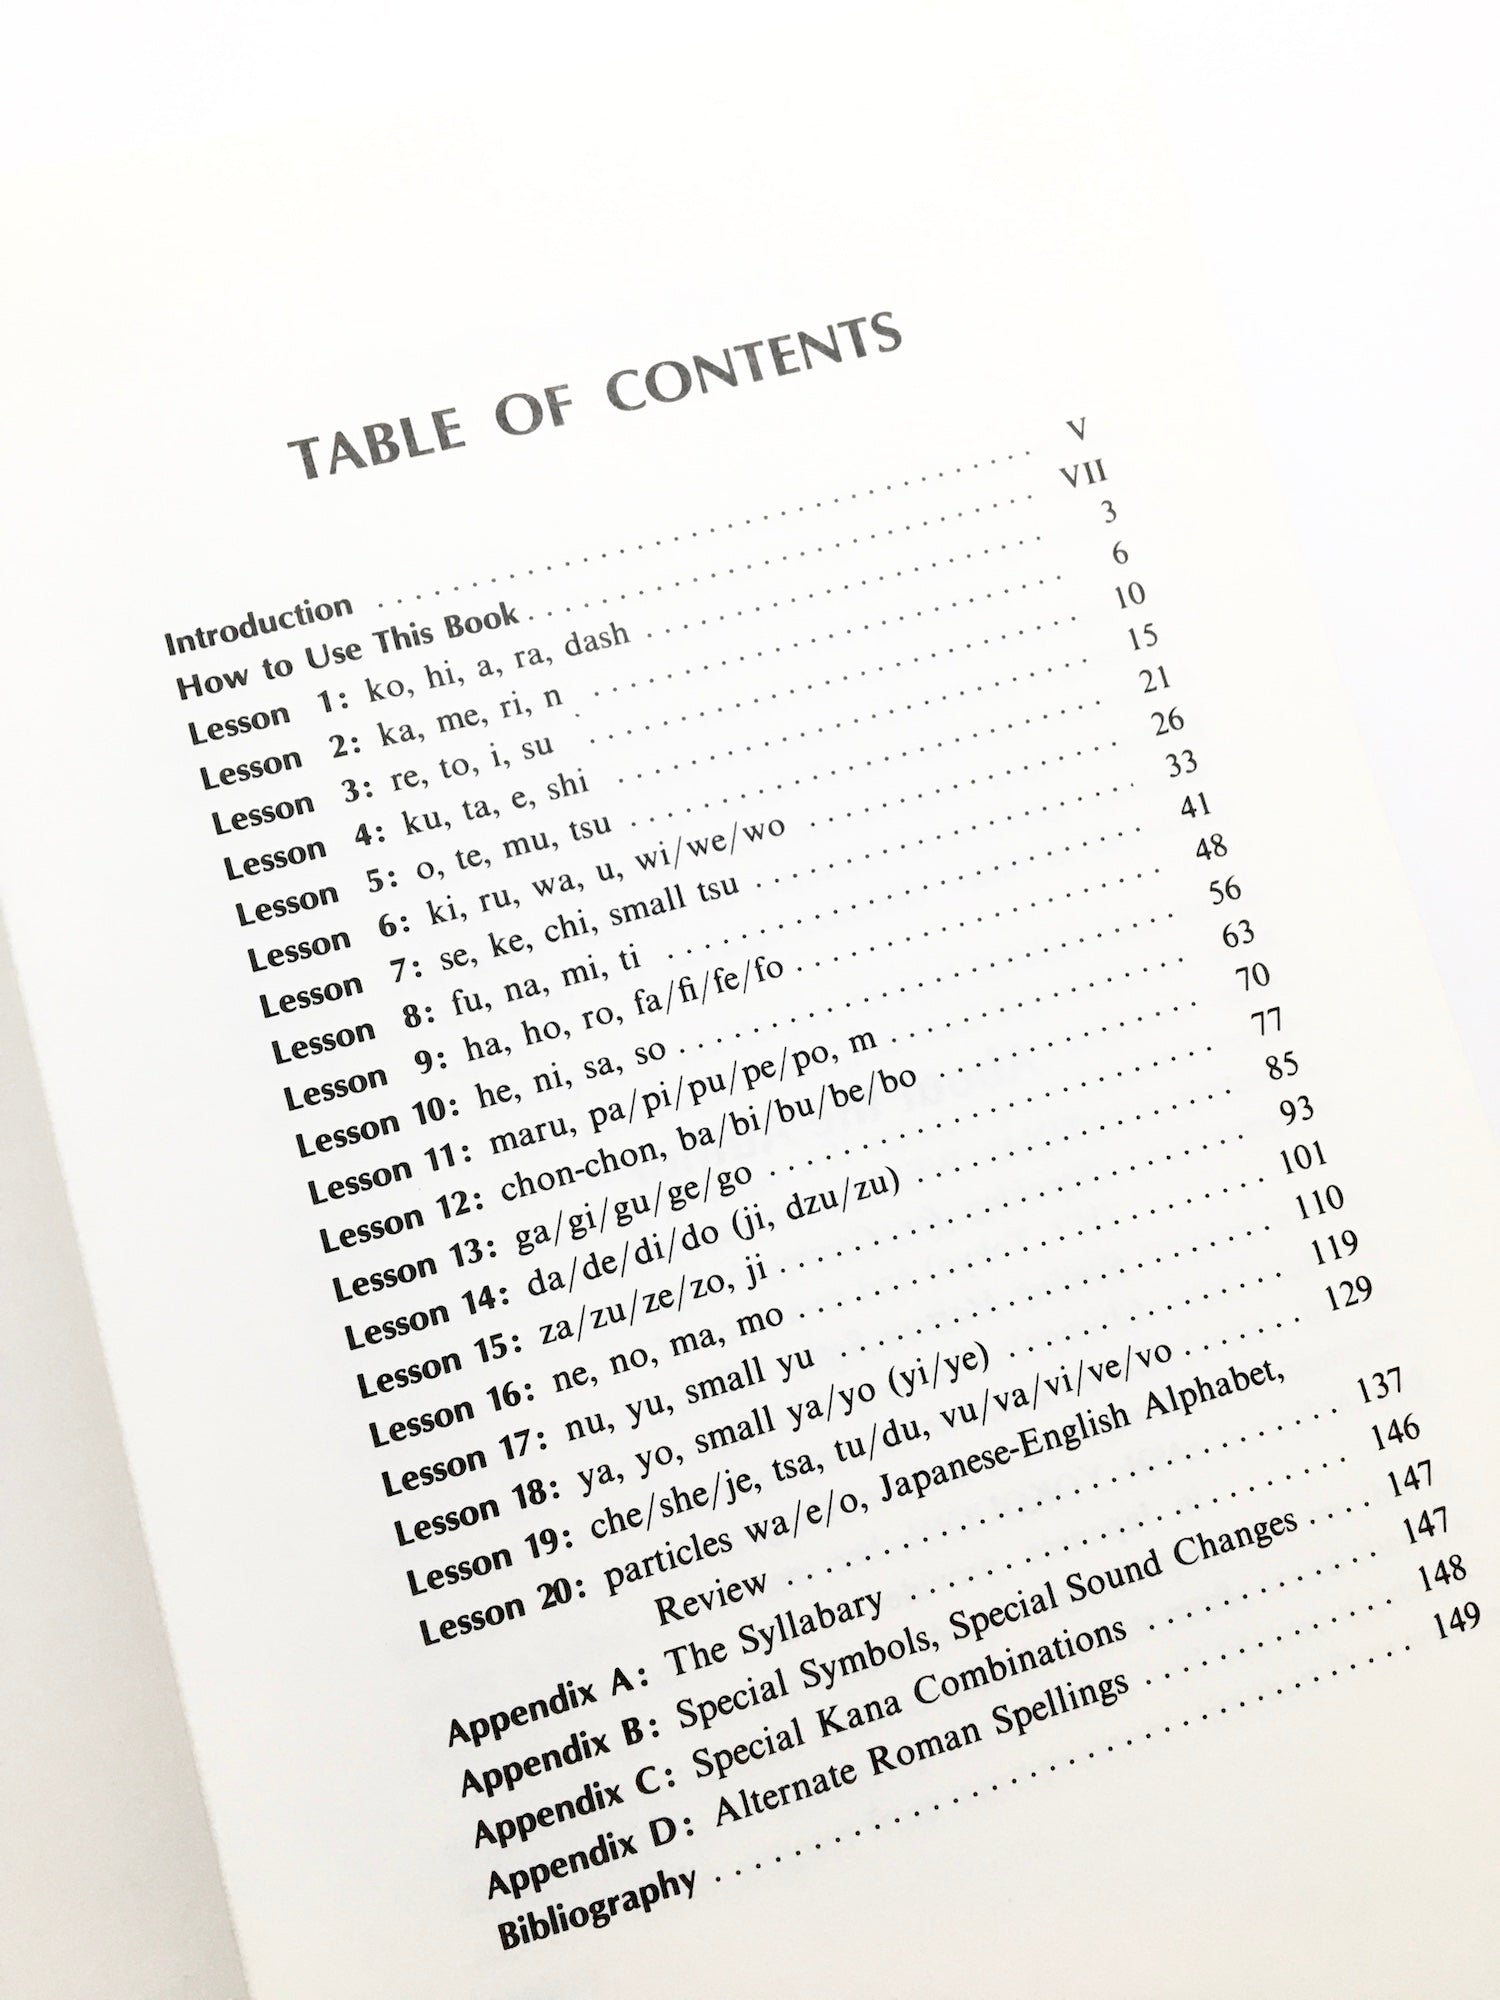 TABLE OF CONTENTS
Introduction . . . . . . . . . . . . . . . . . . . . . . . . . . . . . . . . . . . . V
How to Use This Book . . . . . . . . . . . . . . . . . . . . . . . . . . . . VII
Lesson 1: ko, hi, a, ra, dash . . . . . . . . . . . . . . . . . . . . . . 3
Lesson 2: ka, me, ri, n . . . . . . . . . . . . . . . . . . . . . . . . . . 6
Lesson 3: re, to, i, su . . . . . . . . . . . . . . . . . . . . . . . . . . 10
Lesson 4: ku, ta, e, shi . . . . . . . . . . . . . . . . . . . . . . . . . 15
Lesson 5: o, te, mu, tsu . . . . . . . . . . . . . . . . . . . . . . . . . 21
Lesson 6: ki, ru, wa, u, wi/we/wo . . . . . . . . . . . . . . . . . 26
Lesson 7: se, ke, chi, small tsu . . . . . . . . . . . . . . . . . . . . 33
Lesson 8: fu, na, mi, ti . . . . . . . . . . . . . . . . . . . . . . . . . 41
Lesson 9: ha, ho, ro, fa/fi/fe/fo . . . . . . . . . . . . . . . . . . . 48
Lesson 10: he, ni, sa, so . . . . . . . . . . . . . . . . . . . . . . . . . 56
Lesson 11: maru, pa/pi/pu/pe/po, m . . . . . . . . . . . . . . . 63
Lesson 12: chon-chon, ba/bi/bu/be/bo . . . . . . . . . . . . . . 70
Lesson 13: ga/gi/gu/ge/go . . . . . . . . . . . . . . . . . . . . . . . 77
Lesson 14: da/de/di/do (ji, dzu/zu) . . . . . . . . . . . . . . . . 85
Lesson 15: za/zu/ze/zo, ji . . . . . . . . . . . . . . . . . . . . . . . 93
Lesson 16: ne, no, ma, mo . . . . . . . . . . . . . . . . . . . . . . . 101
Lesson 17: nu, yu, small yu . . . . . . . . . . . . . . . . . . . . . . 110
Lesson 18: ya, yo, small ya/yo (yi/ye) . . . . . . . . . . . . . . 119
Lesson 19: che/she/je, tsa, tu/du, vu/va/vi/ve/vo . . . . . . . 129
Lesson 20: particles wa/e/o, Japanese-English Alphabet,
Review . . . . . . . . . . . . . . . . . . . . . . . . . . . . . . 137
Appendix A: The Syllabary . . . . . . . . . . . . . . . . . . . . . . . 146
Appendix B: Special Symbols, Special Sound Changes . . . . 147
Appendix C: Special Kana Combinations . . . . . . . . . . . . . 147
Appendix D: Alternate Roman Spellings . . . . . . . . . . . . . . 148
Bibliography . . . . . . . . . . . . . . . . . . . . . . . . . . . . . . . . . . 149